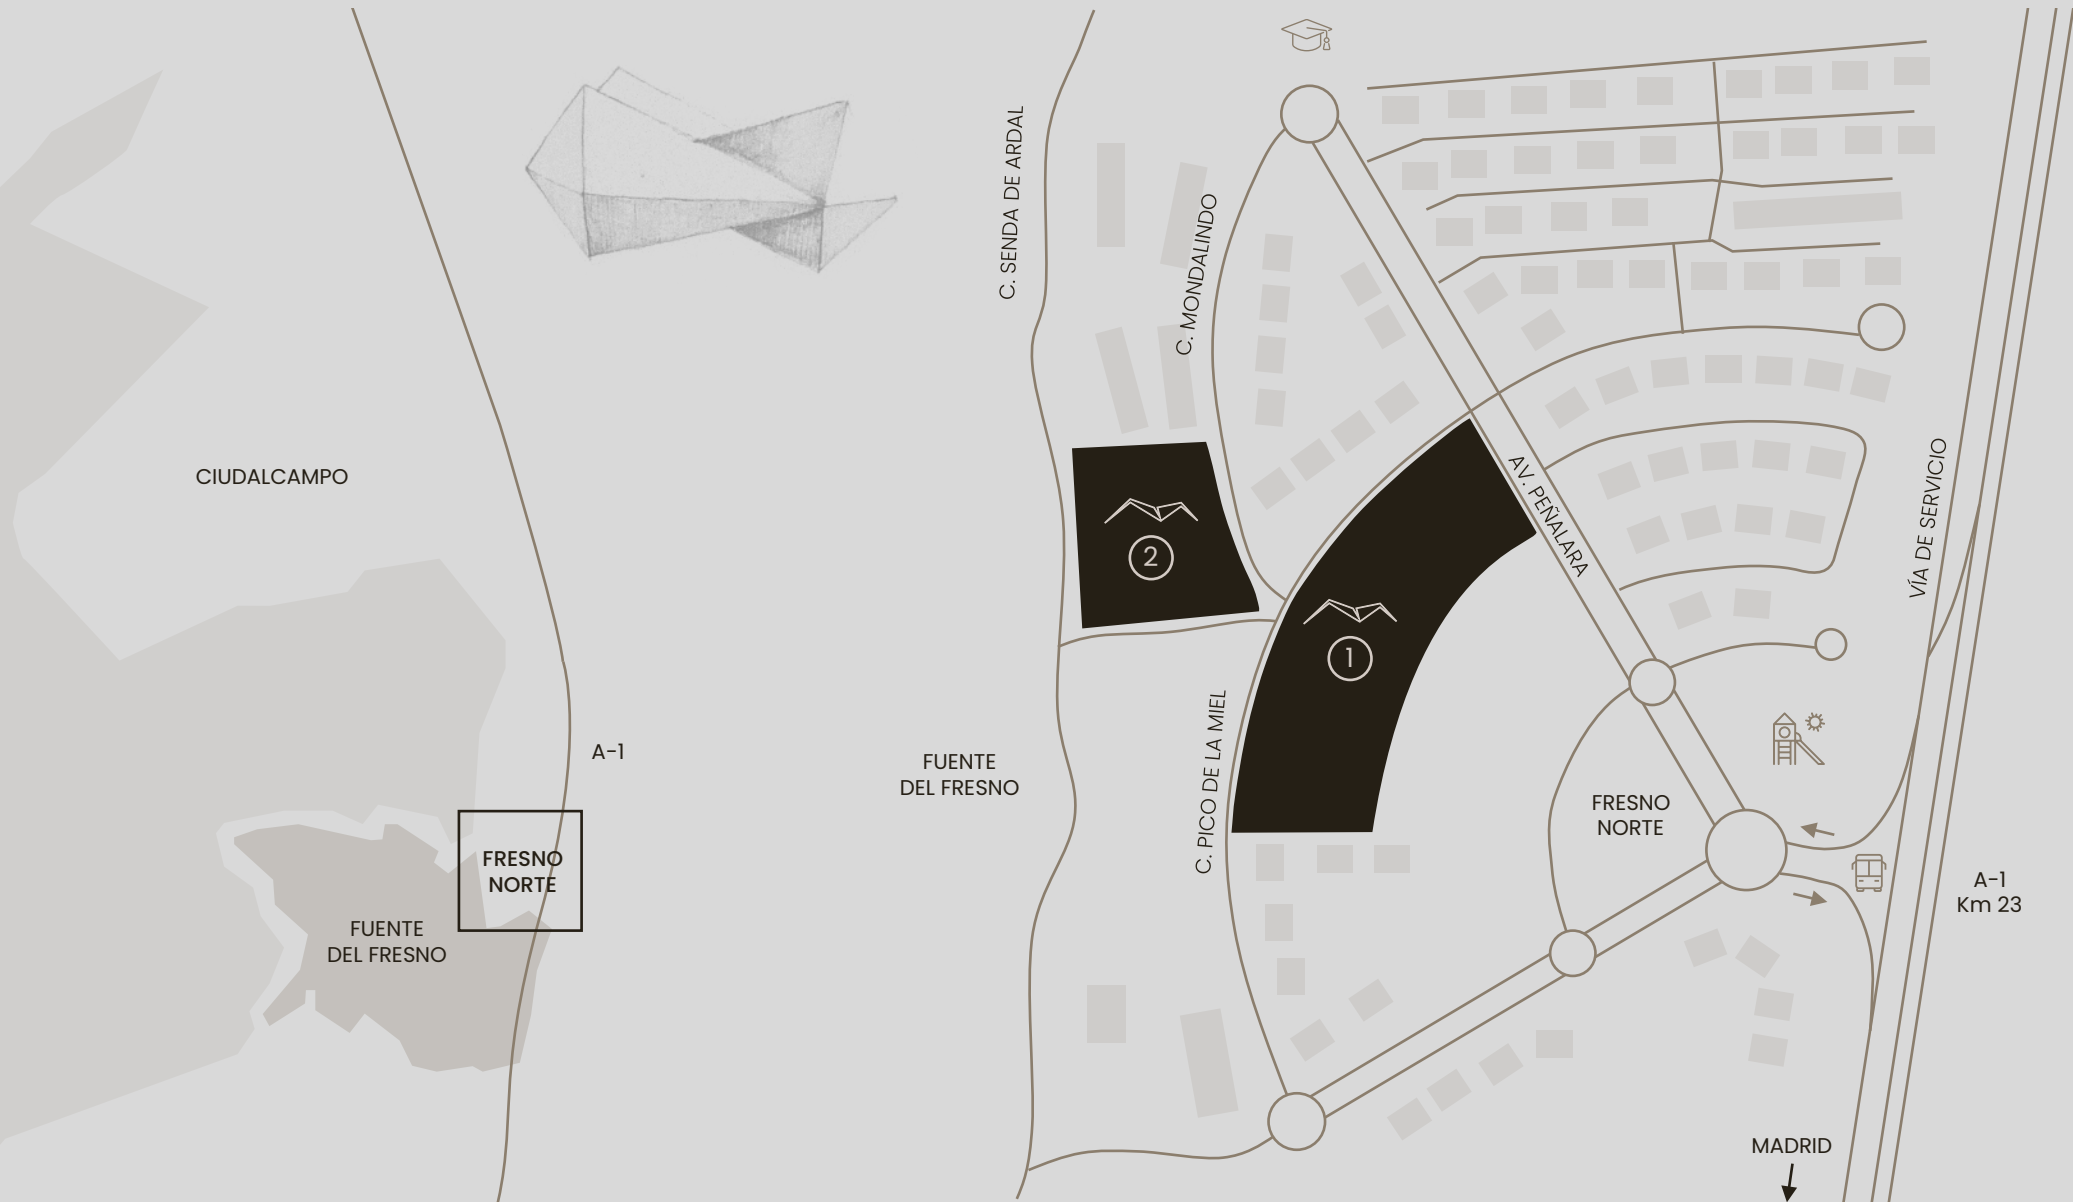 CIUDALCAMPO
A-1
FRESNO
NORTE
FUENTE
DEL FRESNO
FUENTE
DEL FRESNO
C. SENDA DE ARDAL
C. MONDALINDO
2
1
C. PICO DE LA MIEL
AV. PEÑALARA
VÍA DE SERVICIO
FRESNO
NORTE
A-1
Km 23
MADRID